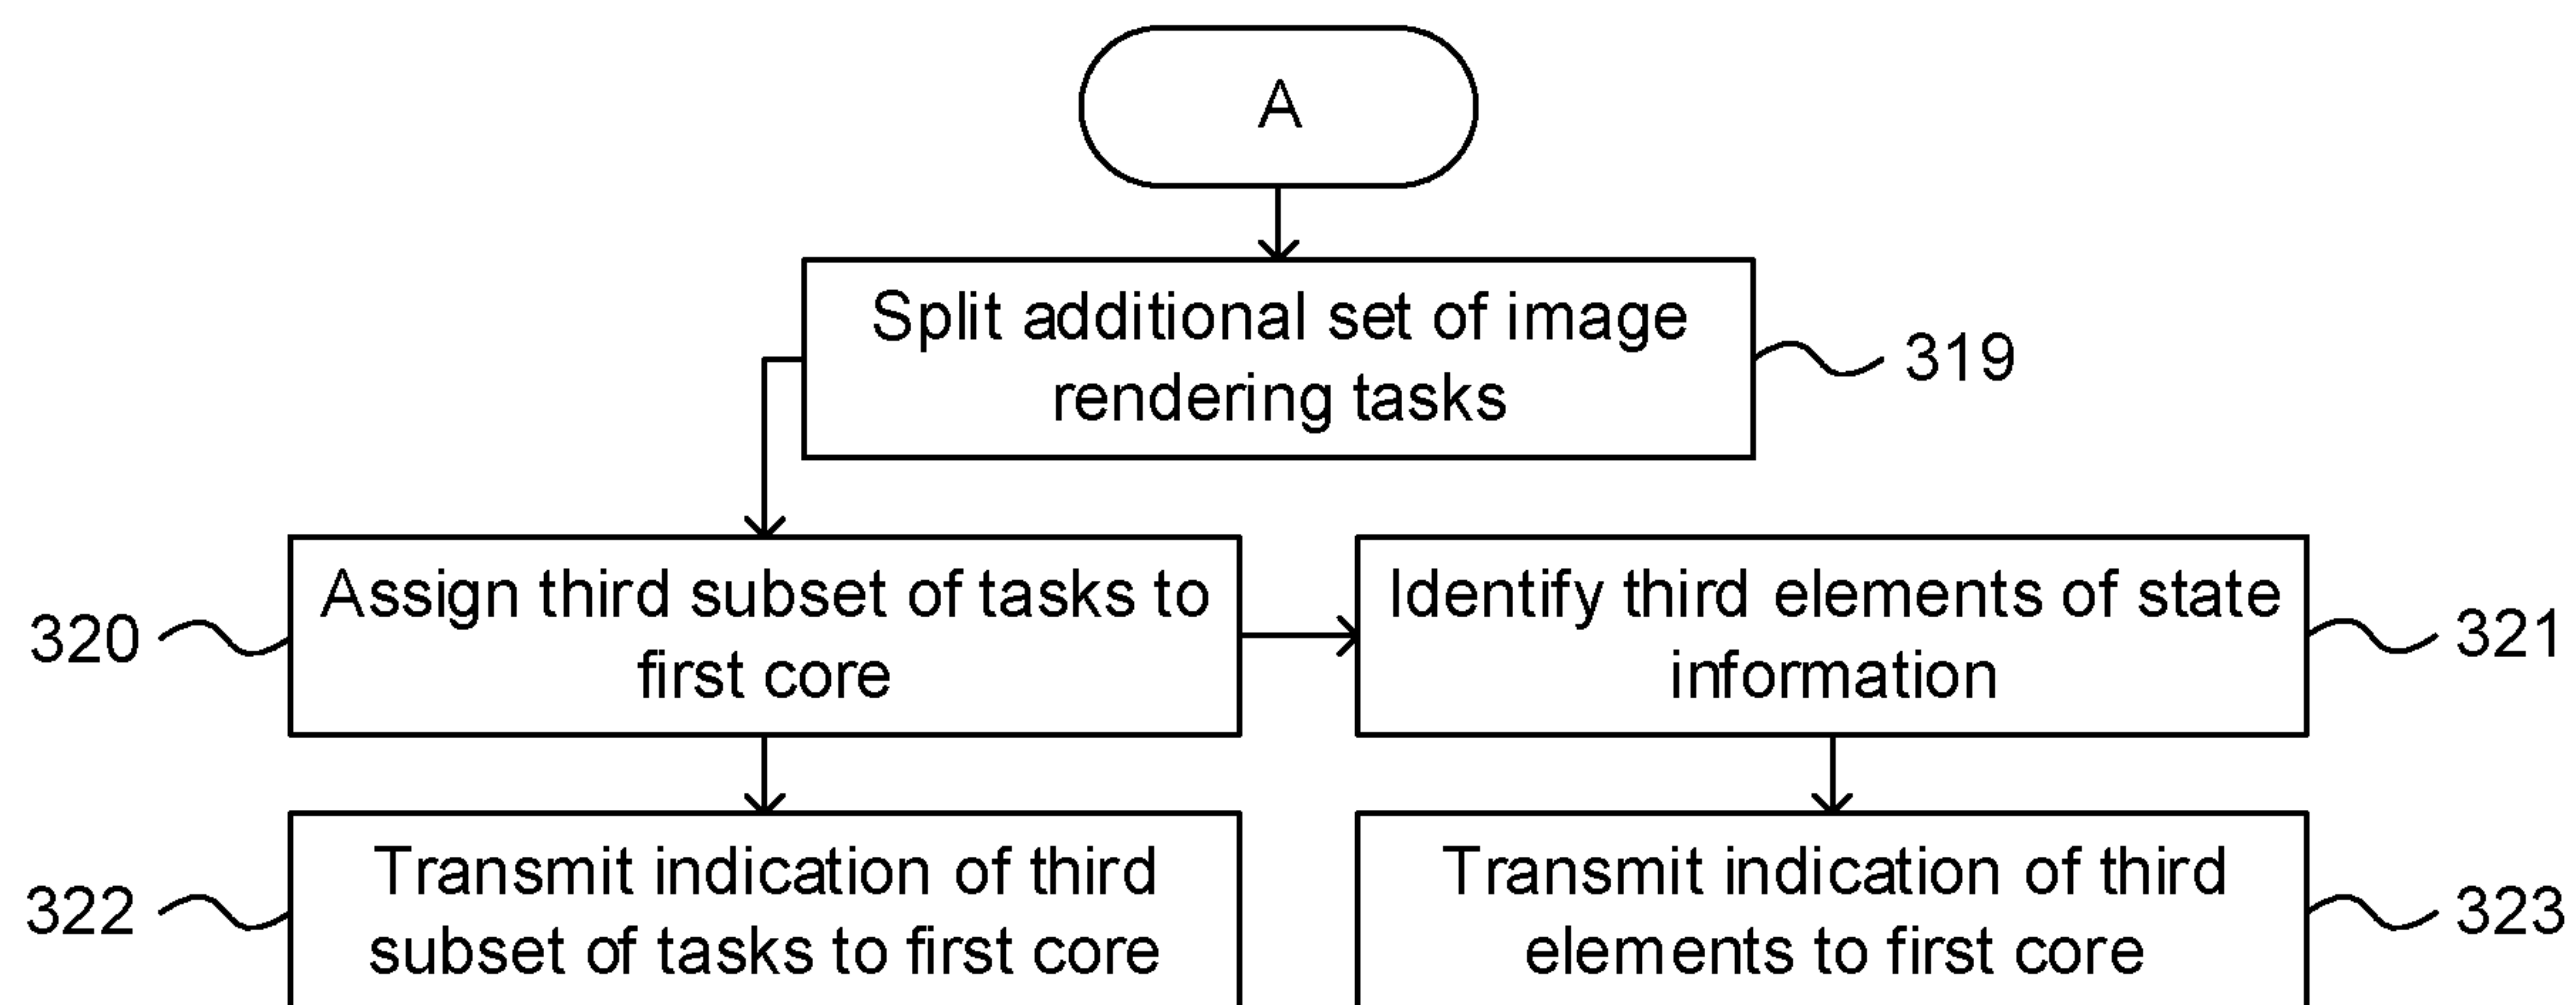 A
Split additional set of image
rendering tasks
319
320
Assign third subset of tasks to
first core
Identify third elements of state
information
321
322
Transmit indication of third
subset of tasks to first core
Transmit indication of third
elements to first core
323